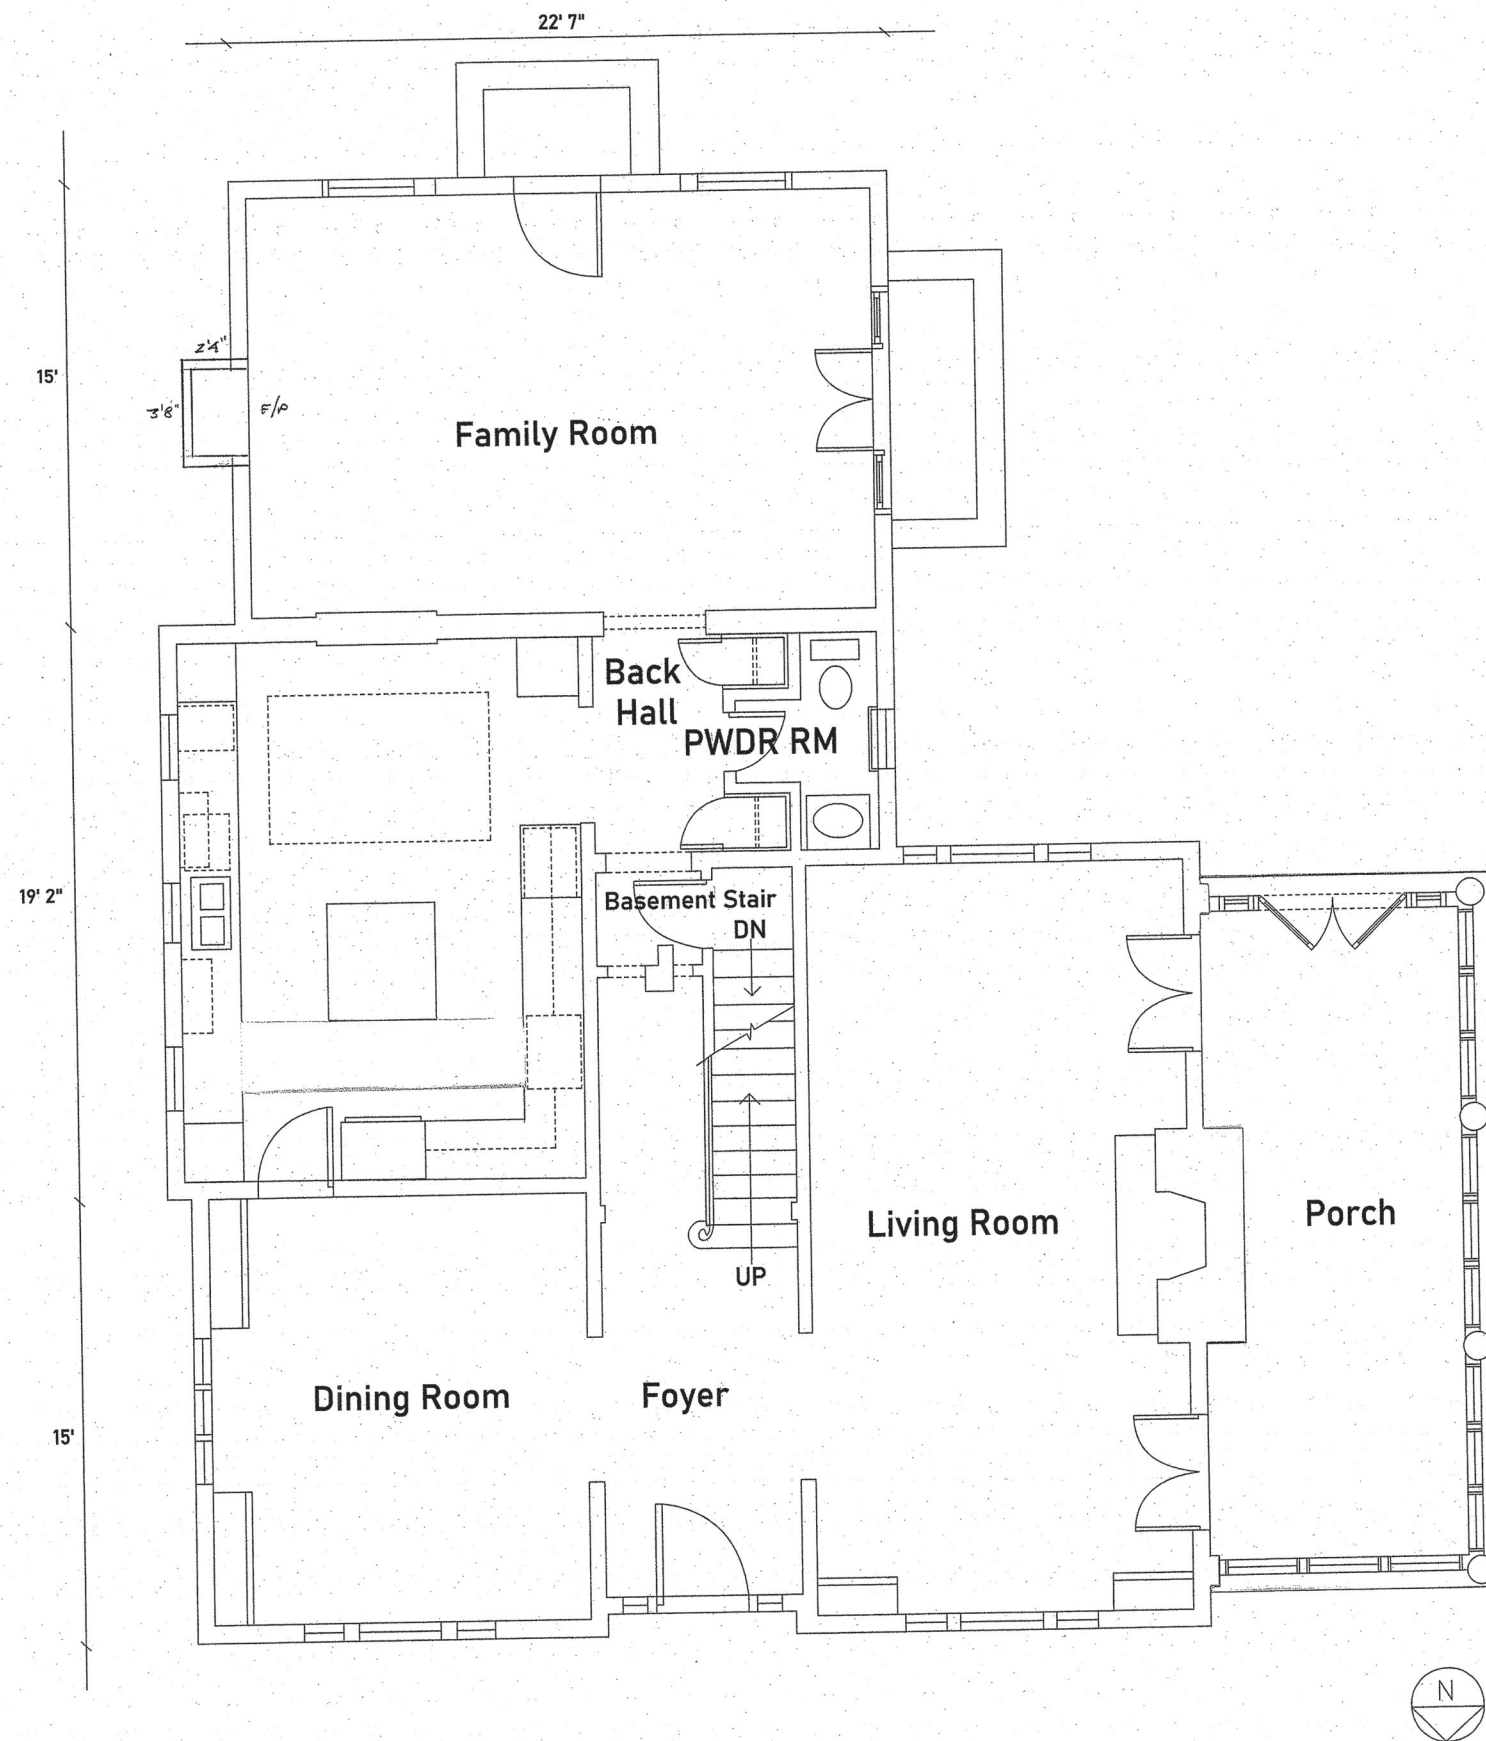 22' 7"
2'4"
15'
3'8"
F/P
Family Room
Back
Hall
PWDR RM
19' 2"
Basement Stair
DN
Living Room
Porch
UP
Dining Room
Foyer
15'
N